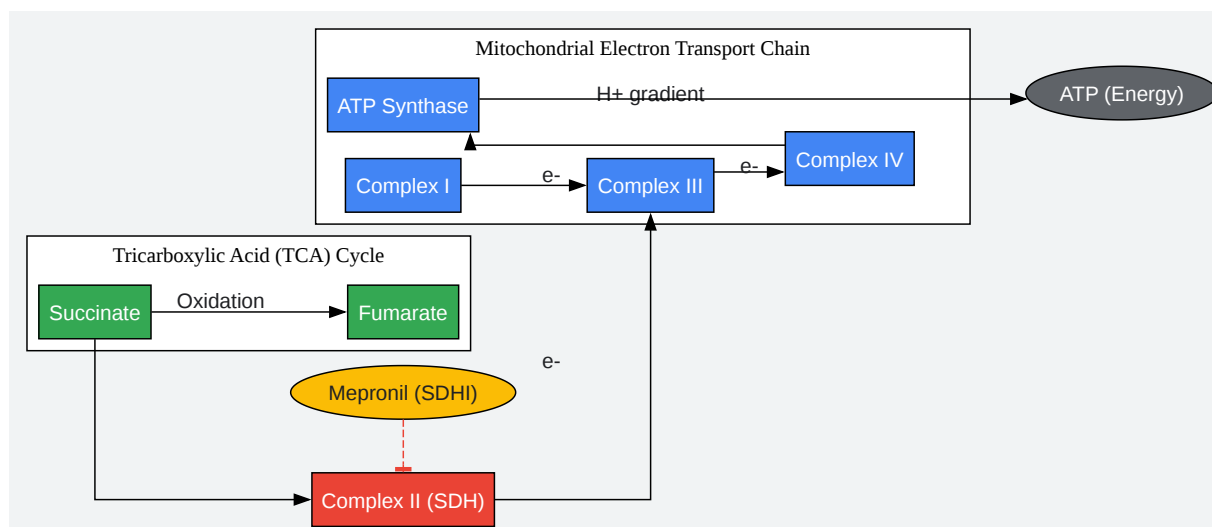 Mitochondrial Electron Transport Chain
ATP Synthase
H+ gradient
ATP (Energy)
Complex I
e-
Complex III
e-
Complex IV
Tricarboxylic Acid (TCA) Cycle
Succinate
Oxidation
Fumarate
e-
Mepronil (SDHI)
Complex II (SDH)